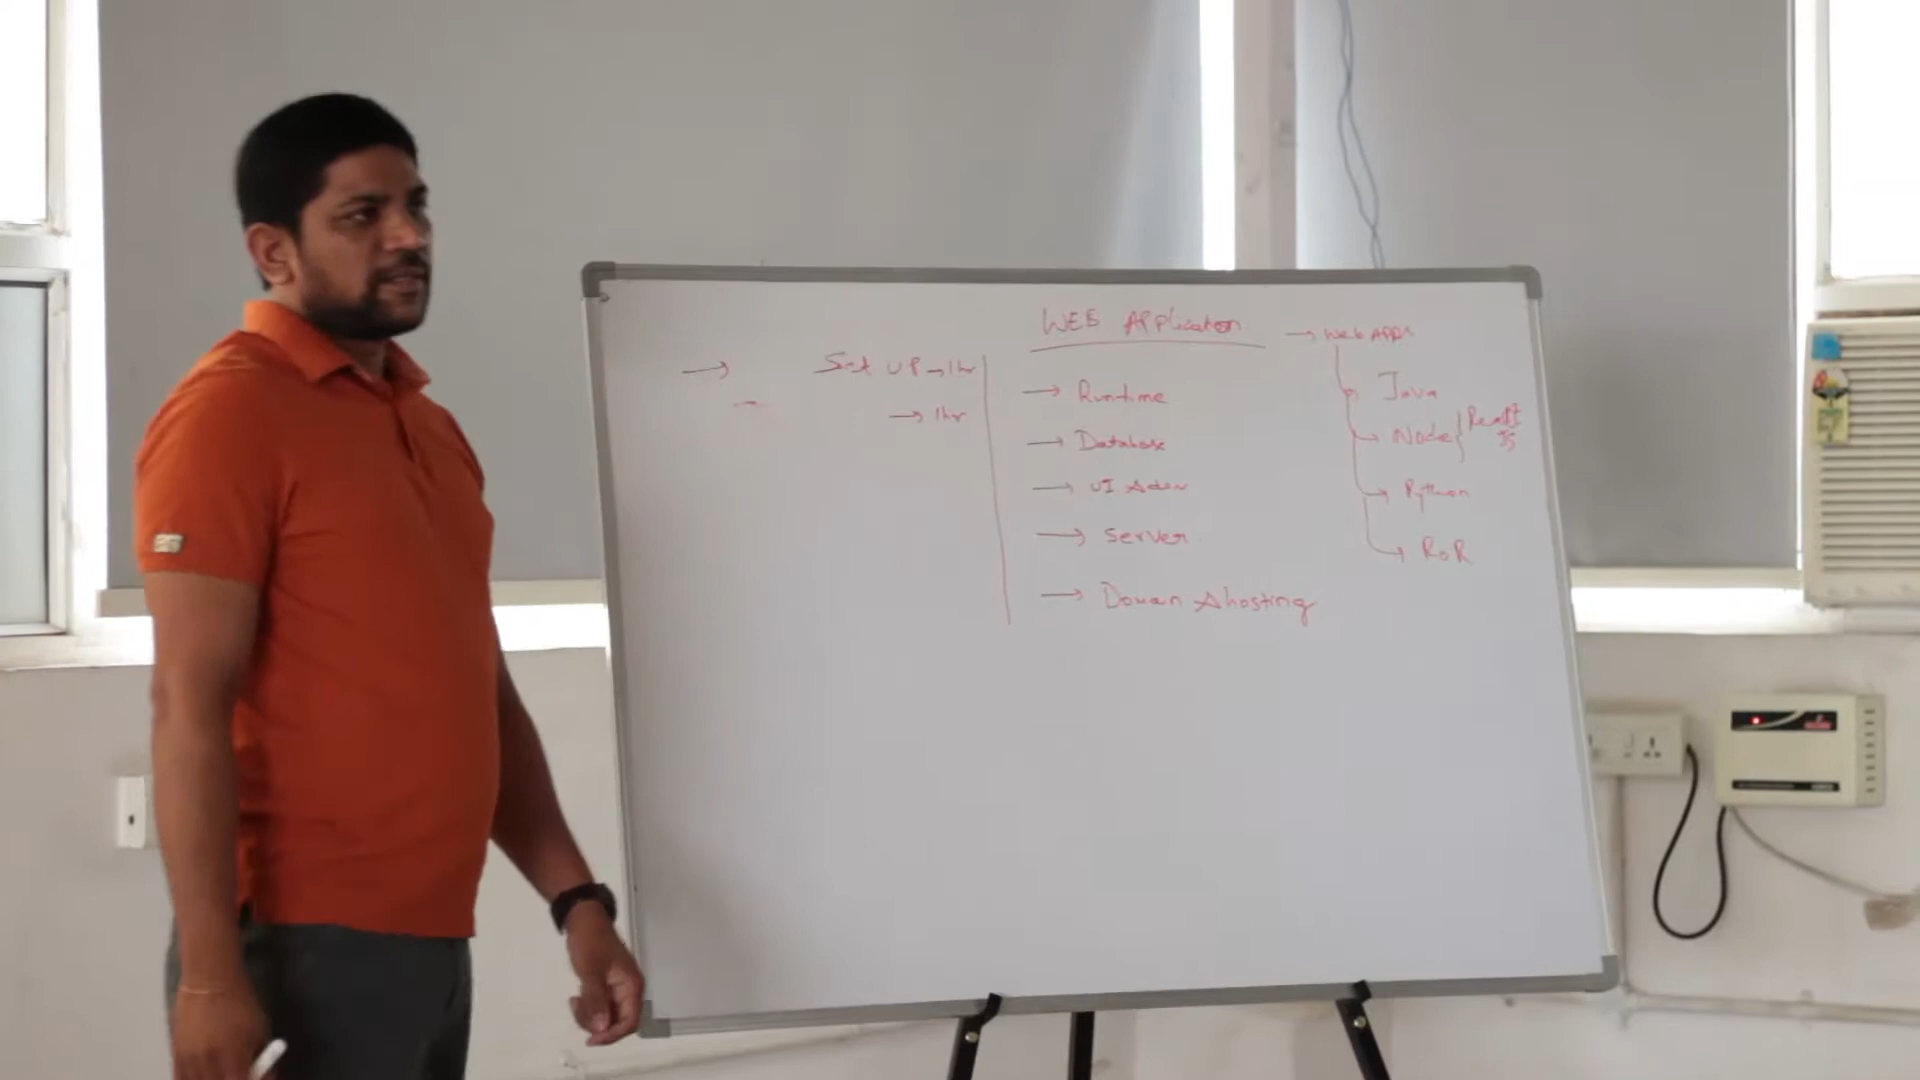 WEB Application
→ Web APPs
→ Set UP → 1hr
→ 1hr
→ Runtime
→ Database
→ UI
→ Server
→ Domain & hosting
→ Java
→ Node { React JS
→ Python
→ RoR